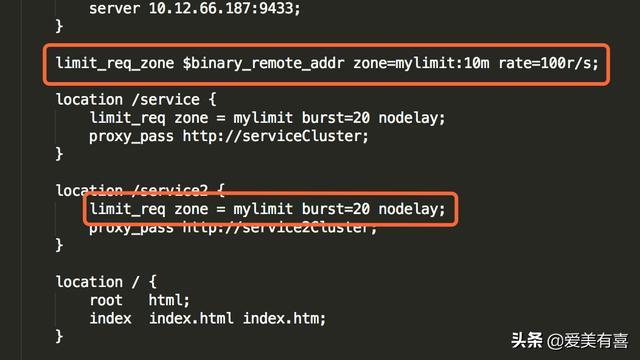 server 10.12.66.187:9433;
}
limit_req_zone $binary_remote_addr zone=mylimit:10m rate=100r/s;
location /service {
limit_req zone = mylimit burst=20 nodelay;
proxy_pass http://serviceCluster;
}
location /service2 {
limit_req zone = mylimit burst=20 nodelay;
proxy_pass http://service2Cluster;
}
location / {
root   html;
index  index.html index.htm;
}
头条 @爱美有喜